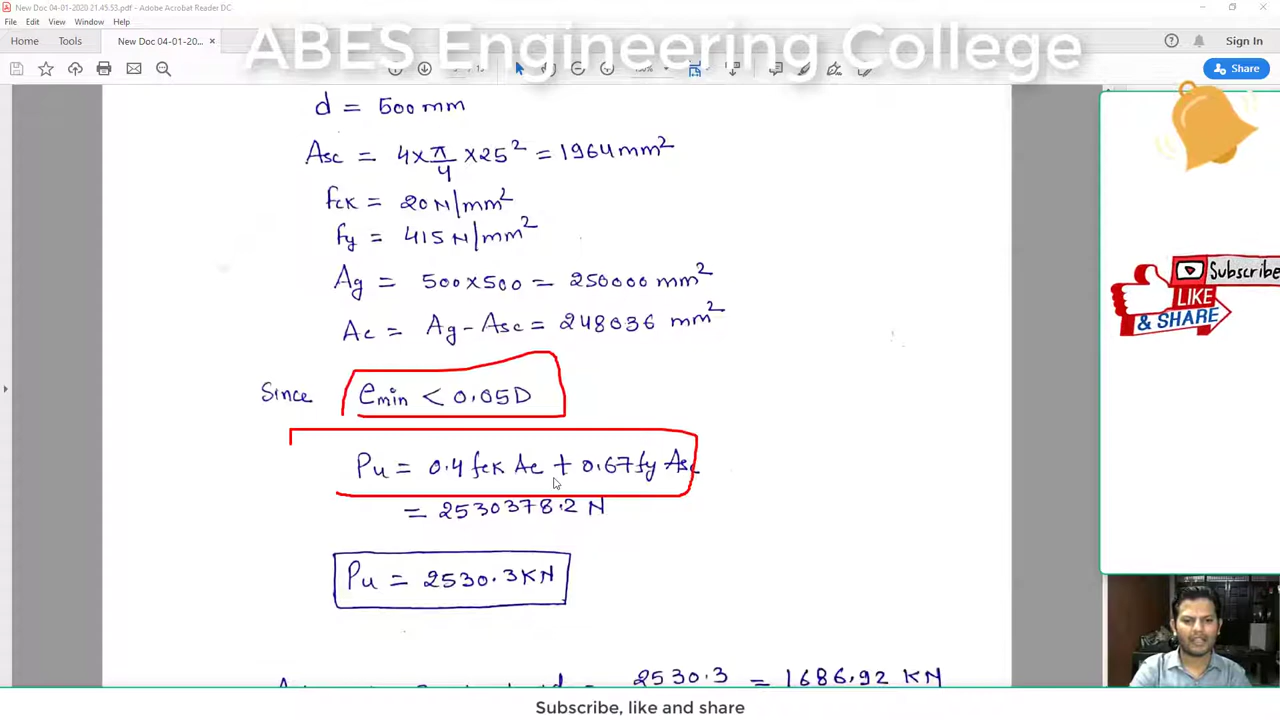 New Doc 04-01-2020 21.45.53.pdf - Adobe Acrobat Reader DC
File Edit View Window Help
Home Tools New Doc 04-01-20... × Sign In
ABES Engineering College
Share
d = 500 mm
Asc = 4 × π/4 × 25² = 1964 mm²
fck = 20 N/mm²
fy = 415 N/mm²
Ag = 500×500 = 250000 mm²
Ac = Ag - Asc = 248036 mm²
Subscribe
LIKE
& SHARE
Since emin < 0.05D
Pu = 0.4 fck Ac + 0.67 fy Asc
= 2530378.2 N
Pu = 2530.3 KN
2530.3 = 1686.92 KN
Subscribe, like and share